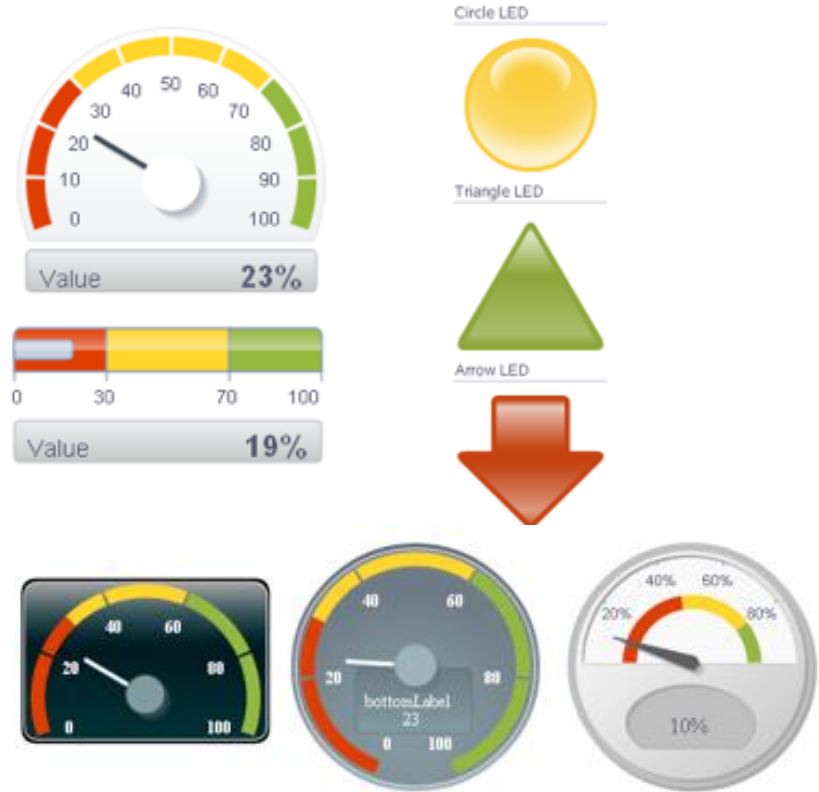 Circle LED
50
40 60
30 70
20 80
10 90
0 100
Value 23%
Triangle LED
0 30 70 100
Value 19%
Arrow LED
40 60
20 80
0 100
40 60
20 80
bottomLabel
23
0 100
40% 60%
20% 80%
10%